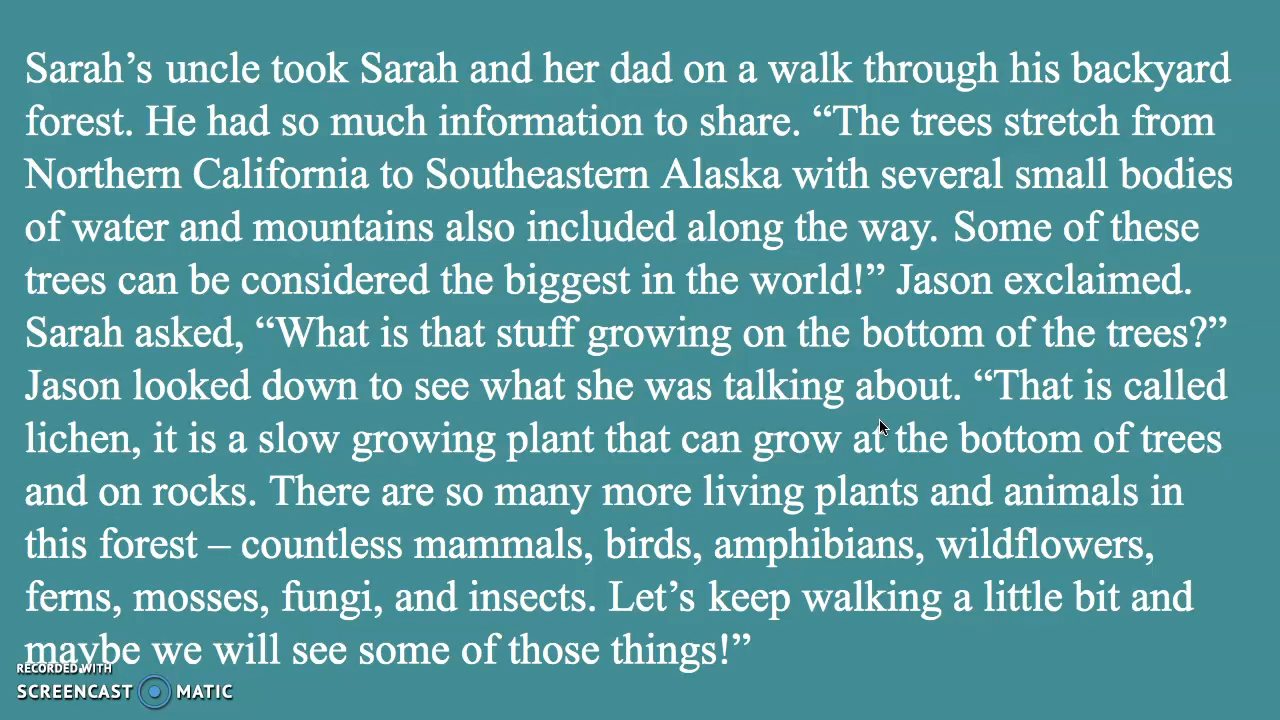 Sarah’s uncle took Sarah and her dad on a walk through his backyard
forest. He had so much information to share. “The trees stretch from
Northern California to Southeastern Alaska with several small bodies
of water and mountains also included along the way. Some of these
trees can be considered the biggest in the world!” Jason exclaimed.
Sarah asked, “What is that stuff growing on the bottom of the trees?”
Jason looked down to see what she was talking about. “That is called
lichen, it is a slow growing plant that can grow at the bottom of trees
and on rocks. There are so many more living plants and animals in
this forest – countless mammals, birds, amphibians, wildflowers,
ferns, mosses, fungi, and insects. Let’s keep walking a little bit and
maybe we will see some of those things!”
RECORDED WITH
SCREENCAST MATIC